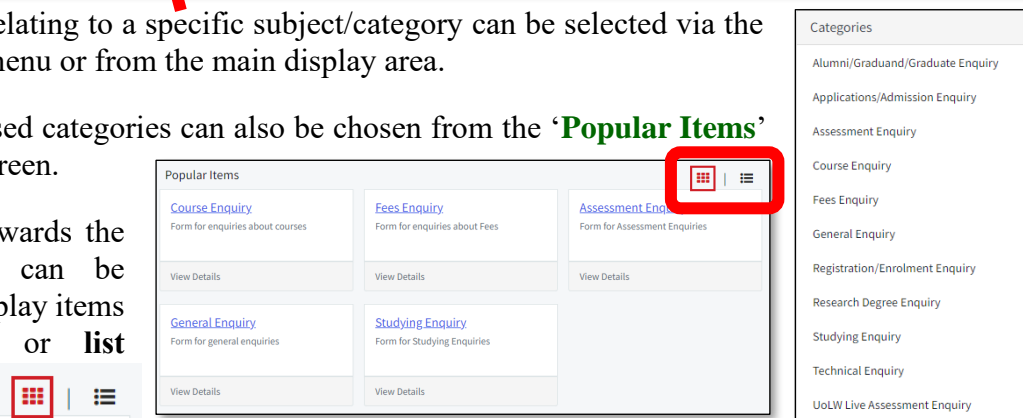 elating to a specific subject/category can be selected via the
enu or from the main display area.
sed categories can also be chosen from the ‘Popular Items’
reen.
wards the
can be
play items
or list
Popular Items
Course Enquiry
Form for enquiries about courses
View Details
Fees Enquiry
Form for enquiries about Fees
View Details
Assessment Enq
Form for Assessment Enquiries
View Details
General Enquiry
Form for general enquiries
View Details
Studying Enquiry
Form for Studying Enquiries
View Details
Categories
Alumni/Graduand/Graduate Enquiry
Applications/Admission Enquiry
Assessment Enquiry
Course Enquiry
Fees Enquiry
General Enquiry
Registration/Enrolment Enquiry
Research Degree Enquiry
Studying Enquiry
Technical Enquiry
UoLW Live Assessment Enquiry